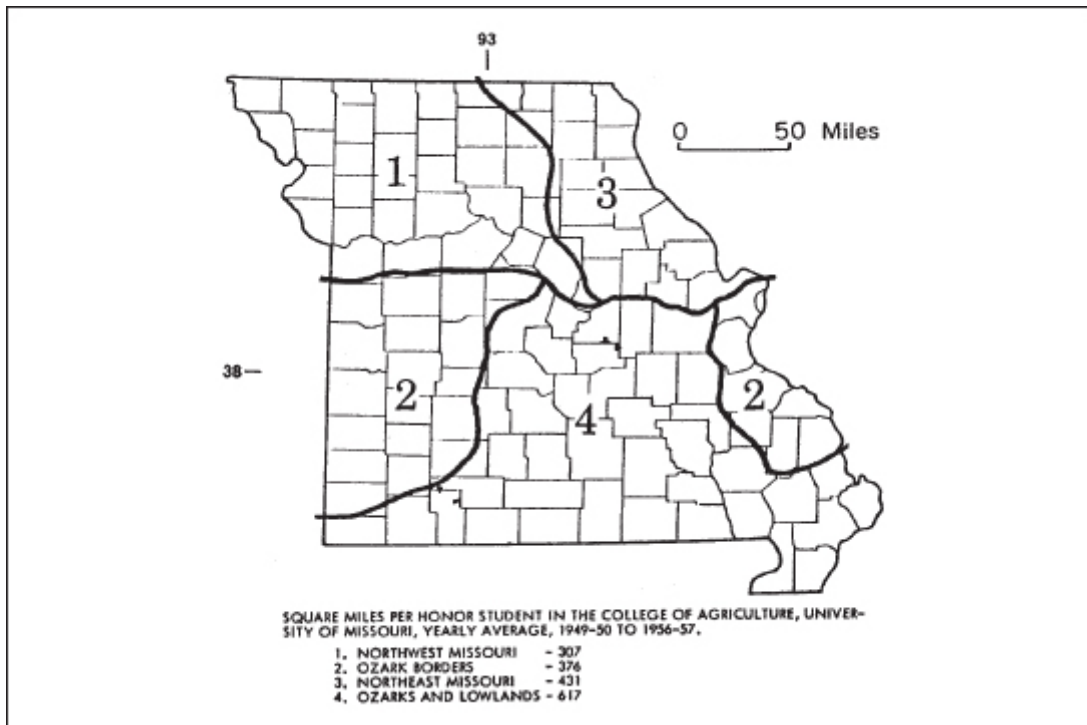 93
0 50 Miles
1
3
38
2
2
4
SQUARE MILES PER HONOR STUDENT IN THE COLLEGE OF AGRICULTURE, UNIVER-
SITY OF MISSOURI, YEARLY AVERAGE, 1949-50 TO 1956-57.
1. NORTHWEST MISSOURI - 307
2. OZARK BORDERS - 376
3. NORTHEAST MISSOURI - 431
4. OZARKS AND LOWLANDS - 617